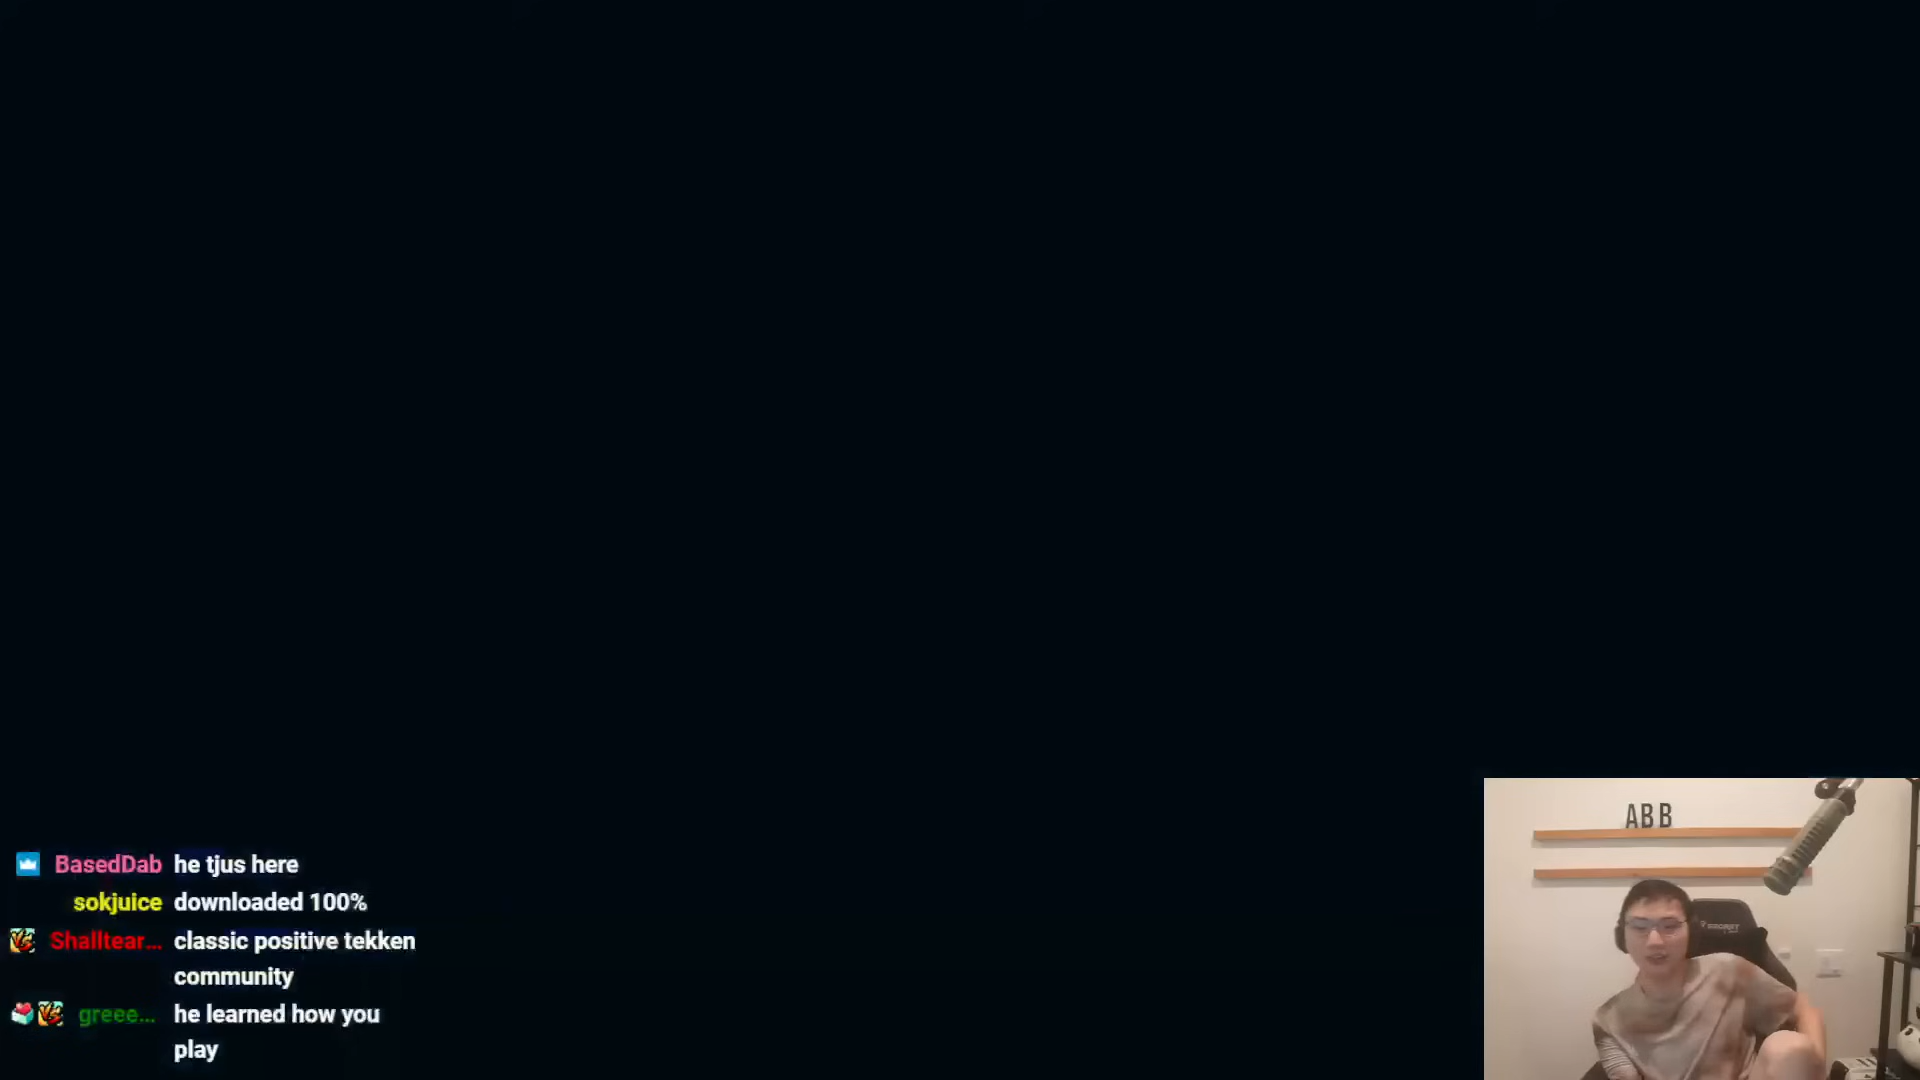 ABB
BasedDab he tjus here
sokjuice downloaded 100%
Shalltear... classic positive tekken
community
greee... he learned how you
play